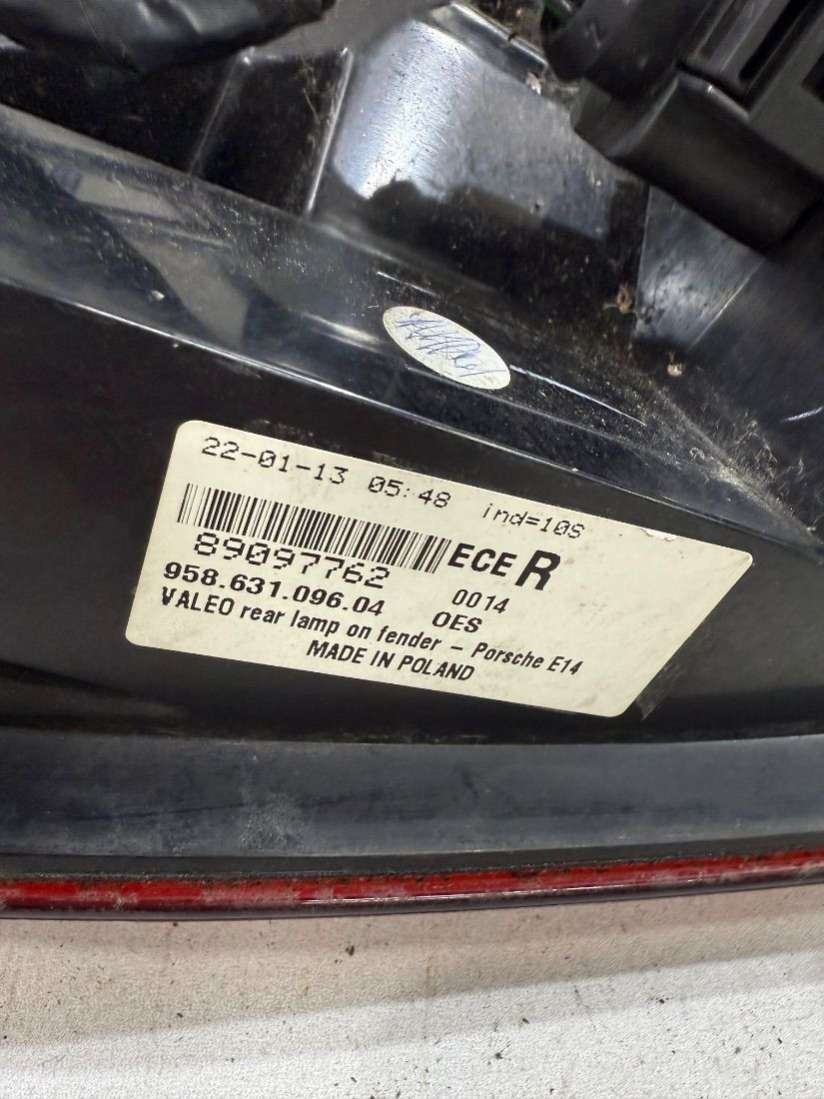 22-01-13 05:48 ind=10S
89097762 ECE R
958.631.096.04 0014
OES
VALEO rear lamp on fender – Porsche E14
MADE IN POLAND